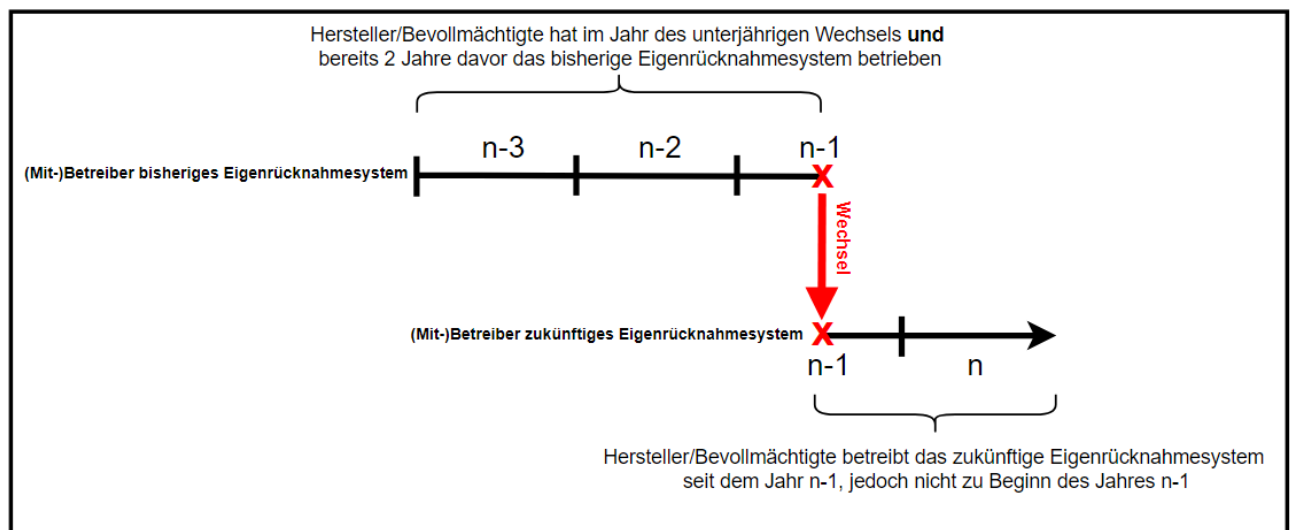 Hersteller/Bevollmächtigte hat im Jahr des unterjährigen Wechsels und
bereits 2 Jahre davor das bisherige Eigenrücknahmesystem betrieben
n-3 n-2 n-1
(Mit-)Betreiber bisheriges Eigenrücknahmesystem
X
Wechsel
(Mit-)Betreiber zukünftiges Eigenrücknahmesystem
X
n-1 n
Hersteller/Bevollmächtigte betreibt das zukünftige Eigenrücknahmesystem
seit dem Jahr n-1, jedoch nicht zu Beginn des Jahres n-1